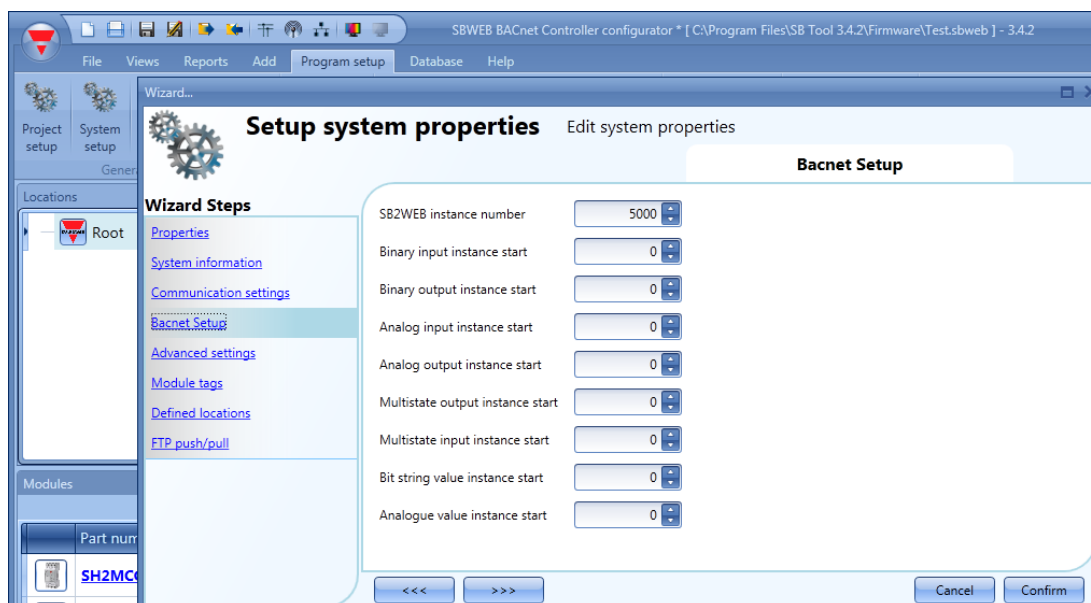 SBWEB BACnet Controller configurator * [ C:\Program Files\SB Tool 3.4.2\Firmware\Test.sbweb ] - 3.4.2
File Views Reports Add Program setup Database Help
Project setup
System setup
Wizard...
Setup system properties Edit system properties
Bacnet Setup
Locations
Root
Wizard Steps
Properties
System information
Communication settings
Bacnet Setup
Advanced settings
Module tags
Defined locations
FTP push/pull
SB2WEB instance number 5000
Binary input instance start 0
Binary output instance start 0
Analog input instance start 0
Analog output instance start 0
Multistate output instance start 0
Multistate input instance start 0
Bit string value instance start 0
Analogue value instance start 0
Modules
Part num
<<< >>> Cancel Confirm